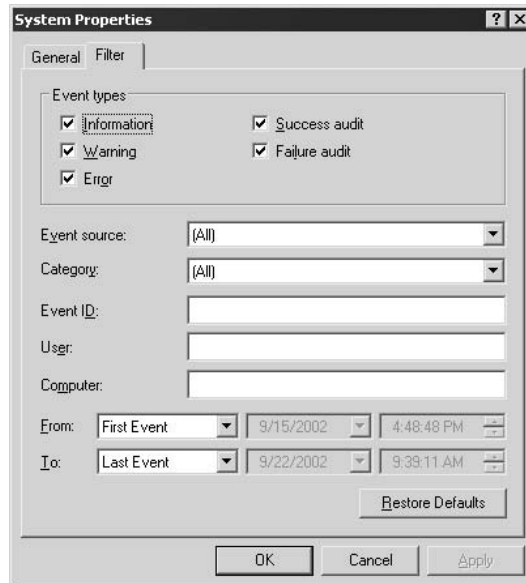 System Properties
General Filter
Event types
Information
Success audit
Warning
Failure audit
Error
Event source: (All)
Category: (All)
Event ID:
User:
Computer:
From: First Event 9/15/2002 4:48:48 PM
To: Last Event 9/22/2002 9:39:11 AM
Restore Defaults
OK Cancel Apply